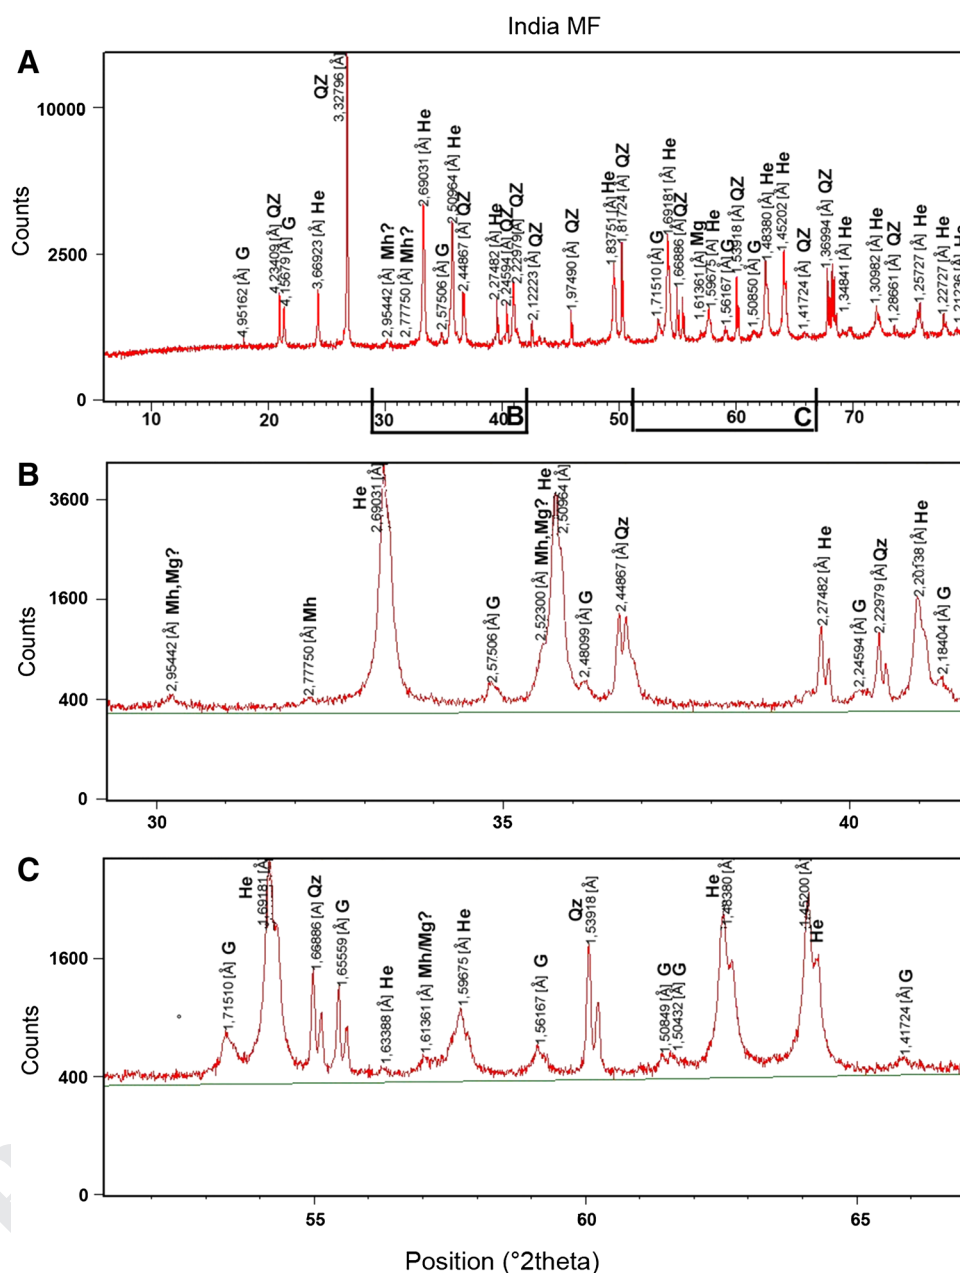 India MF
A
Counts
10000
2500
0
4,95162 [Å] G
4,23409 [Å] QZ
4,15679 [Å] G
3,66923 [Å] He
3,32796 [Å] QZ
2,95442 [Å] Mh?
2,77750 [Å] Mh?
2,69031 [Å] He
2,57506 [Å] G
2,50964 [Å] He
2,44867 [Å] QZ
2,27482 [Å] He
2,24594 [Å] QZ
2,22979 [Å] QZ
2,12223 [Å] QZ
1,97490 [Å] QZ
1,83751 [Å] He
1,81724 [Å] QZ
1,71510 [Å] G
1,69181 [Å] He
1,66886 [Å] QZ
1,61361 [Å] Mg
1,59675 [Å] He
1,56167 [Å] G
1,53918 [Å] QZ
1,50850 [Å] G
1,48380 [Å] He
1,45202 [Å] He
1,41724 [Å] QZ
1,36994 [Å] QZ
1,34841 [Å] He
1,30982 [Å] He
1,28661 [Å] QZ
1,25727 [Å] He
1,22727 [Å] He
1,21236 [Å] He
10 20 30 40 50 60 70
B C
B
Counts
3600
1600
400
0
2,95442 [Å] Mh,Mg?
2,77750 [Å] Mh
2,69031 [Å] He
2,57506 [Å] G
2,52300 [Å] Mh,Mg?
2,50964 [Å] He
2,48099 [Å] G
2,44867 [Å] Qz
2,27482 [Å] He
2,24594 [Å] G
2,22979 [Å] Qz
2,20138 [Å] He
2,18404 [Å] G
30 35 40
C
Counts
1600
400
0
1,71510 [Å] G
1,69181 [Å] He
1,66886 [Å] Qz
1,65559 [Å] G
1,63388 [Å] He
1,61361 [Å] Mh/Mg?
1,59675 [Å] He
1,56167 [Å] G
1,53918 [Å] Qz
1,50849 [Å] G
1,50432 [Å] G
1,48380 [Å] He
1,45200 [Å] He
1,41724 [Å] G
55 60 65
Position (°2theta)